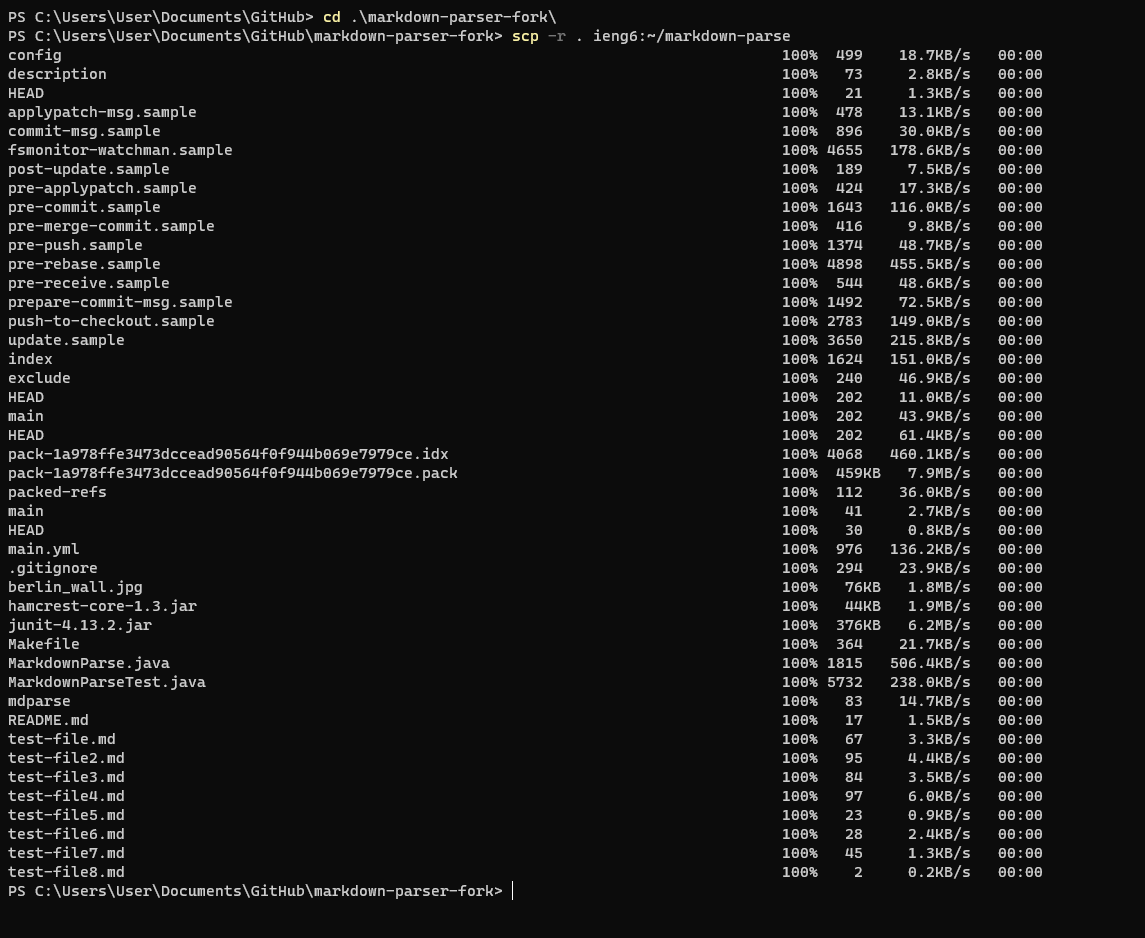 PS C:\Users\User\Documents\GitHub> cd .\markdown-parser-fork\
PS C:\Users\User\Documents\GitHub\markdown-parser-fork> scp -r . ieng6:~/markdown-parse
config 100% 499 18.7KB/s 00:00
description 100% 73 2.8KB/s 00:00
HEAD 100% 21 1.3KB/s 00:00
applypatch-msg.sample 100% 478 13.1KB/s 00:00
commit-msg.sample 100% 896 30.0KB/s 00:00
fsmonitor-watchman.sample 100% 4655 178.6KB/s 00:00
post-update.sample 100% 189 7.5KB/s 00:00
pre-applypatch.sample 100% 424 17.3KB/s 00:00
pre-commit.sample 100% 1643 116.0KB/s 00:00
pre-merge-commit.sample 100% 416 9.8KB/s 00:00
pre-push.sample 100% 1374 48.7KB/s 00:00
pre-rebase.sample 100% 4898 455.5KB/s 00:00
pre-receive.sample 100% 544 48.6KB/s 00:00
prepare-commit-msg.sample 100% 1492 72.5KB/s 00:00
push-to-checkout.sample 100% 2783 149.0KB/s 00:00
update.sample 100% 3650 215.8KB/s 00:00
index 100% 1624 151.0KB/s 00:00
exclude 100% 240 46.9KB/s 00:00
HEAD 100% 202 11.0KB/s 00:00
main 100% 202 43.9KB/s 00:00
HEAD 100% 202 61.4KB/s 00:00
pack-1a978ffe3473dccead90564f0f944b069e7979ce.idx 100% 4068 460.1KB/s 00:00
pack-1a978ffe3473dccead90564f0f944b069e7979ce.pack 100% 459KB 7.9MB/s 00:00
packed-refs 100% 112 36.0KB/s 00:00
main 100% 41 2.7KB/s 00:00
HEAD 100% 30 0.8KB/s 00:00
main.yml 100% 976 136.2KB/s 00:00
.gitignore 100% 294 23.9KB/s 00:00
berlin_wall.jpg 100% 76KB 1.8MB/s 00:00
hamcrest-core-1.3.jar 100% 44KB 1.9MB/s 00:00
junit-4.13.2.jar 100% 376KB 6.2MB/s 00:00
Makefile 100% 364 21.7KB/s 00:00
MarkdownParse.java 100% 1815 506.4KB/s 00:00
MarkdownParseTest.java 100% 5732 238.0KB/s 00:00
mdparse 100% 83 14.7KB/s 00:00
README.md 100% 17 1.5KB/s 00:00
test-file.md 100% 67 3.3KB/s 00:00
test-file2.md 100% 95 4.4KB/s 00:00
test-file3.md 100% 84 3.5KB/s 00:00
test-file4.md 100% 97 6.0KB/s 00:00
test-file5.md 100% 23 0.9KB/s 00:00
test-file6.md 100% 28 2.4KB/s 00:00
test-file7.md 100% 45 1.3KB/s 00:00
test-file8.md 100% 2 0.2KB/s 00:00
PS C:\Users\User\Documents\GitHub\markdown-parser-fork>